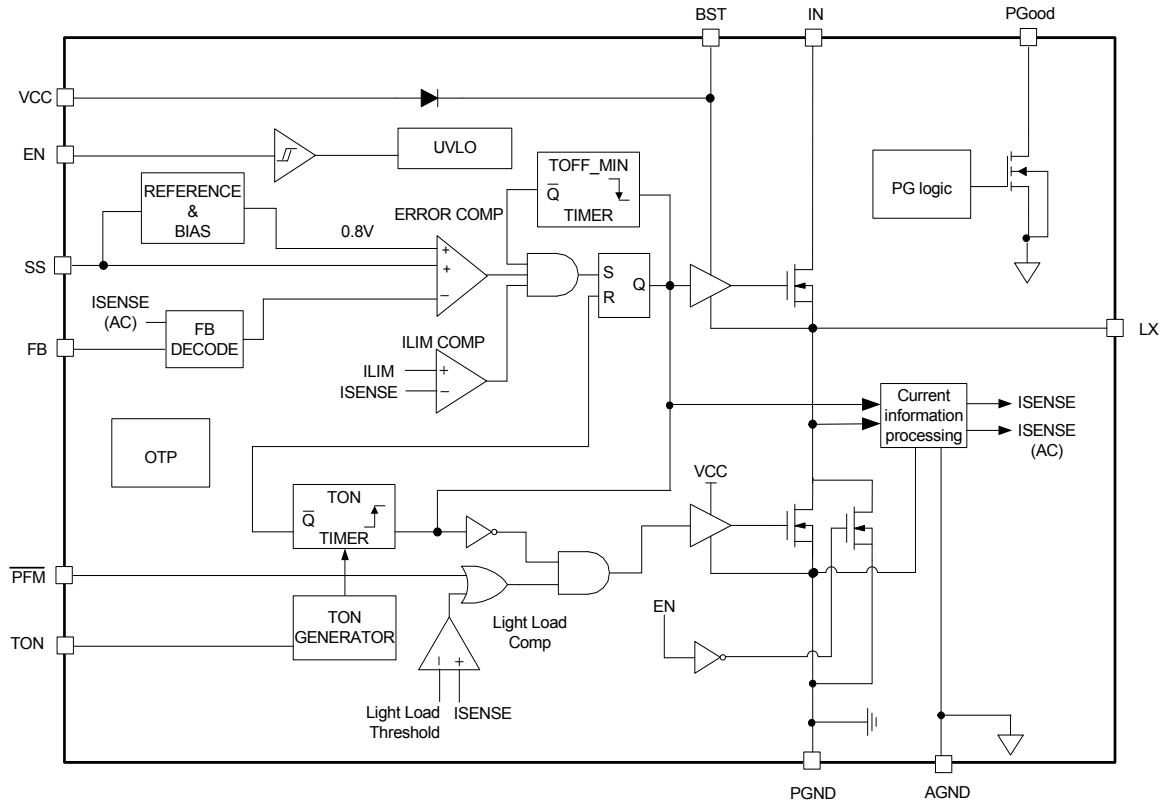 BST
IN
PGood
VCC
EN
UVLO
TOFF_MIN
Q̅
TIMER
REFERENCE
&
BIAS
ERROR COMP
0.8V
PG logic
SS
+
+
−
S
R
Q
ISENSE
(AC)
FB
DECODE
FB
LX
ILIM COMP
ILIM
ISENSE
+
−
Current
information
processing
ISENSE
ISENSE
(AC)
OTP
VCC
TON
Q̅
TIMER
P̅F̅M̅
TON
GENERATOR
TON
Light Load
Comp
EN
− +
Light Load
Threshold
ISENSE
PGND
AGND